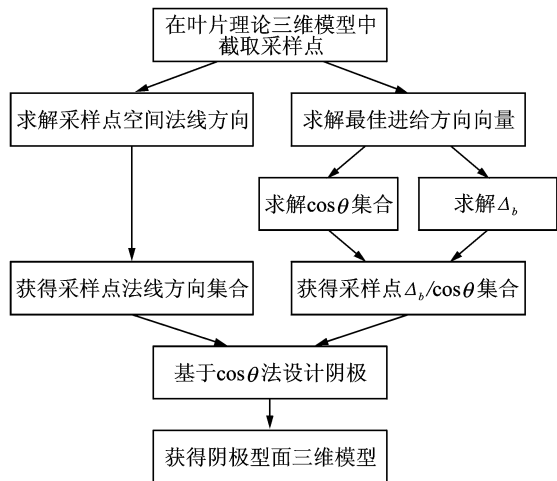 在叶片理论三维模型中
截取采样点
求解采样点空间法线方向
求解最佳进给方向向量
求解cosθ集合
求解Δb
获得采样点法线方向集合
获得采样点Δb/cosθ集合
基于cosθ法设计阴极
获得阴极型面三维模型